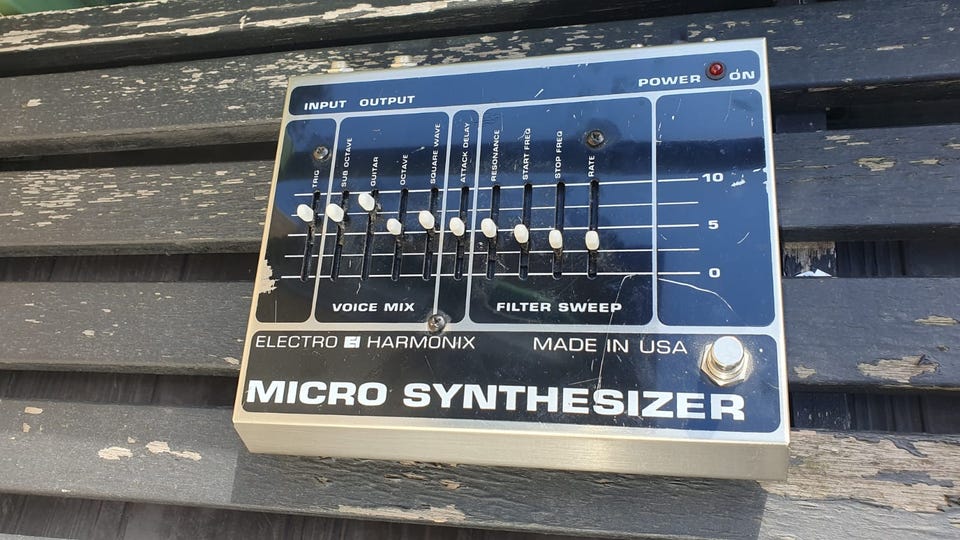 POWER ON
INPUT OUTPUT
TRIG
SUB OCTAVE
GUITAR
OCTAVE
SQUARE WAVE
ATTACK DELAY
RESONANCE
START FREQ
STOP FREQ
RATE
10
5
0
VOICE MIX
FILTER SWEEP
ELECTRO HARMONIX
MADE IN USA
MICRO SYNTHESIZER